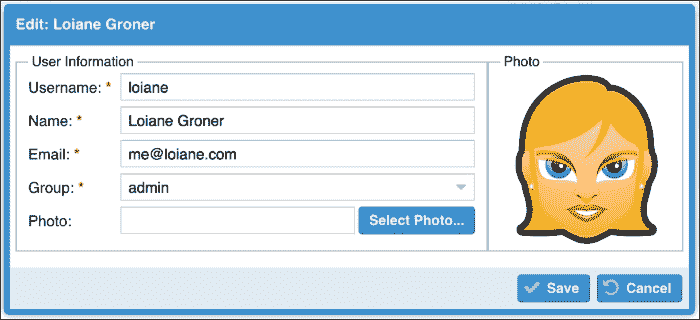 Edit: Loiane Groner
User Information
Photo
Username: * loiane
Name: * Loiane Groner
Email: * me@loiane.com
Group: * admin
Photo: Select Photo...
Save Cancel